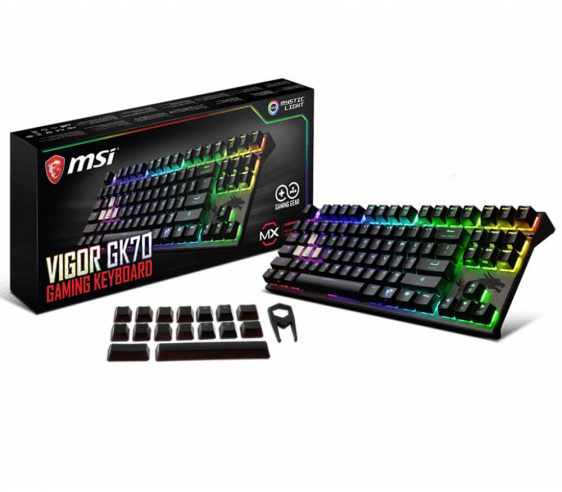 MYSTIC
LIGHT
msi
GAMING GEAR
VIGOR GK70
GAMING KEYBOARD
MX